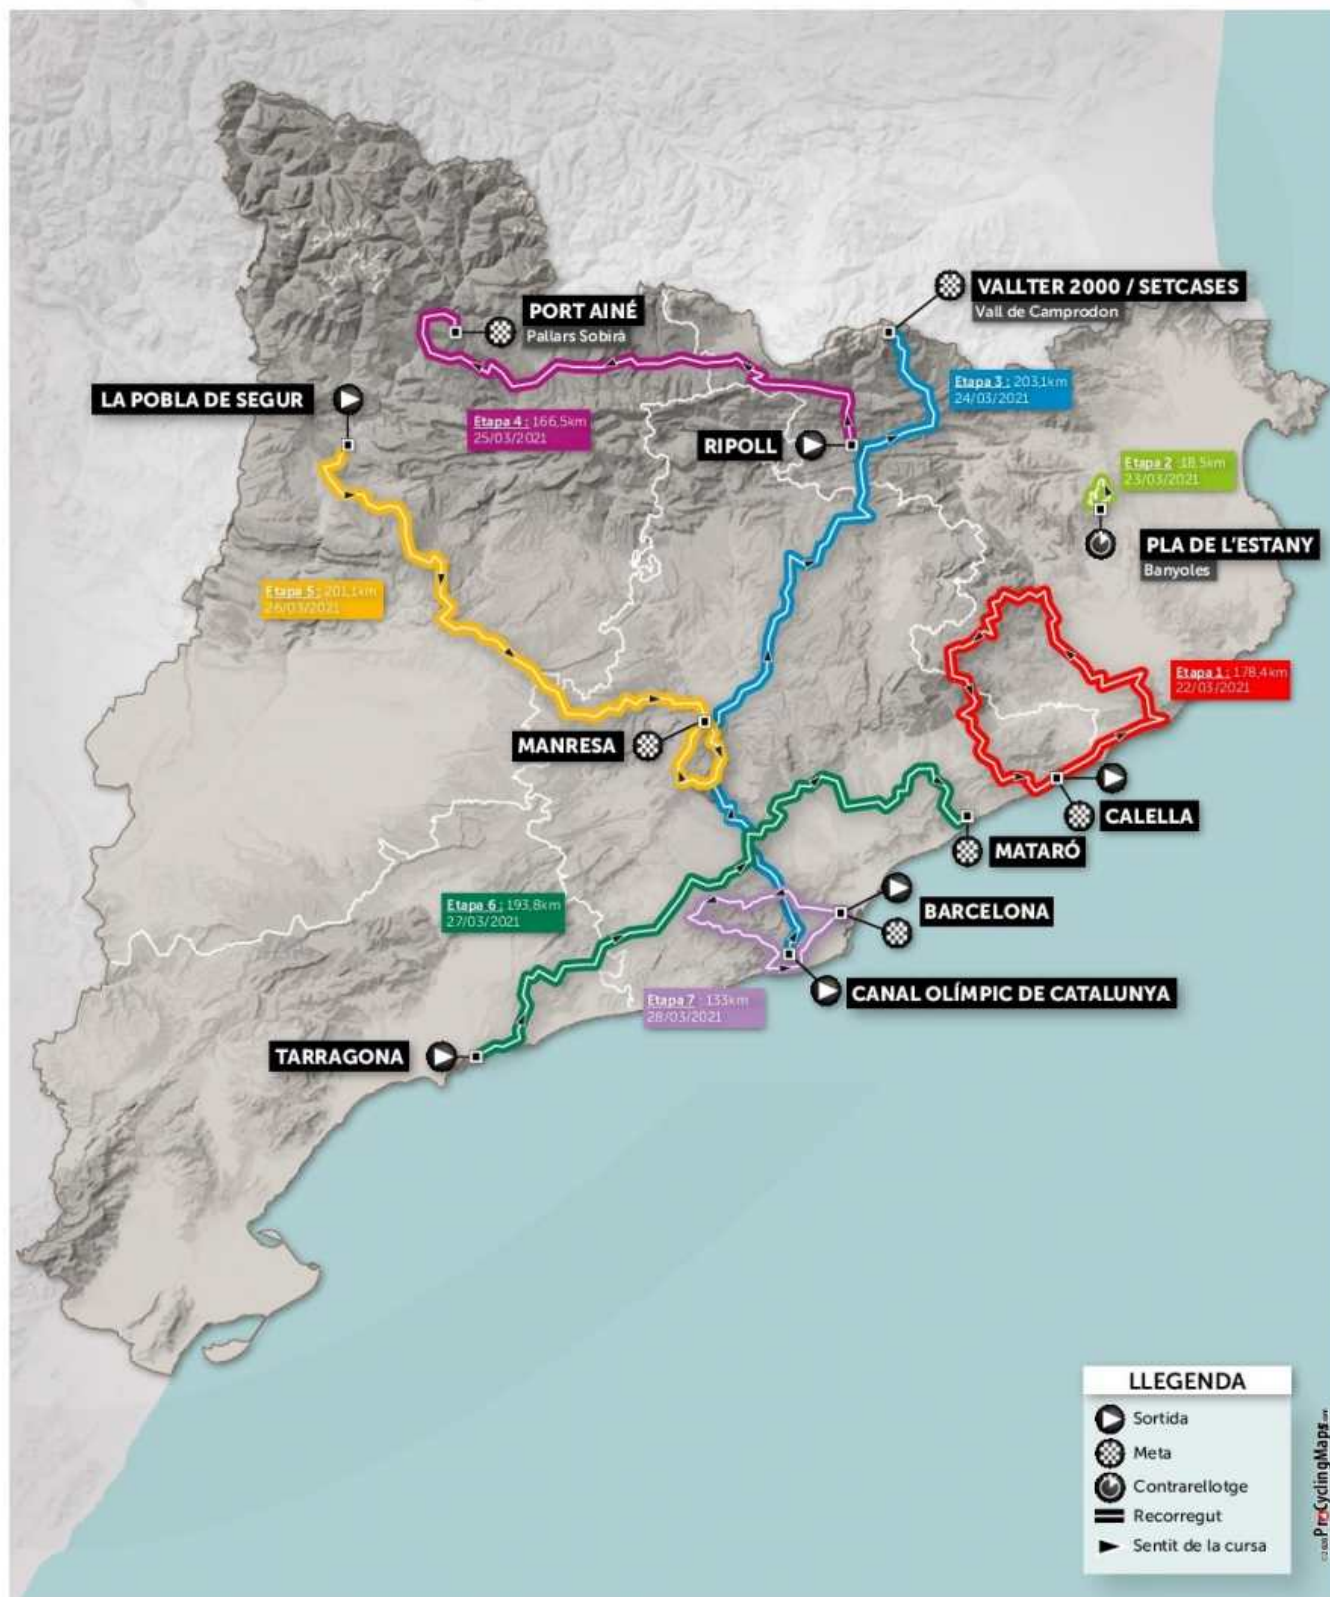 VALLTER 2000 / SETCASES
Vall de Camprodon
PORT AINÉ
Pallars Sobirà
Etapa 3 : 203,1km
24/03/2021
LA POBLA DE SEGUR
Etapa 4 : 166,5km
25/03/2021
RIPOLL
Etapa 2 : 18,5km
23/03/2021
PLA DE L'ESTANY
Banyoles
Etapa 5 : 201,1km
26/03/2021
Etapa 1 : 178,4km
22/03/2021
MANRESA
CALELLA
MATARÓ
Etapa 6 : 193,8km
27/03/2021
BARCELONA
CANAL OLÍMPIC DE CATALUNYA
Etapa 7 : 133km
28/03/2021
TARRAGONA
LLEGENDA
Sortida
Meta
Contrarellotge
Recorregut
Sentit de la cursa
ProCyclingMaps